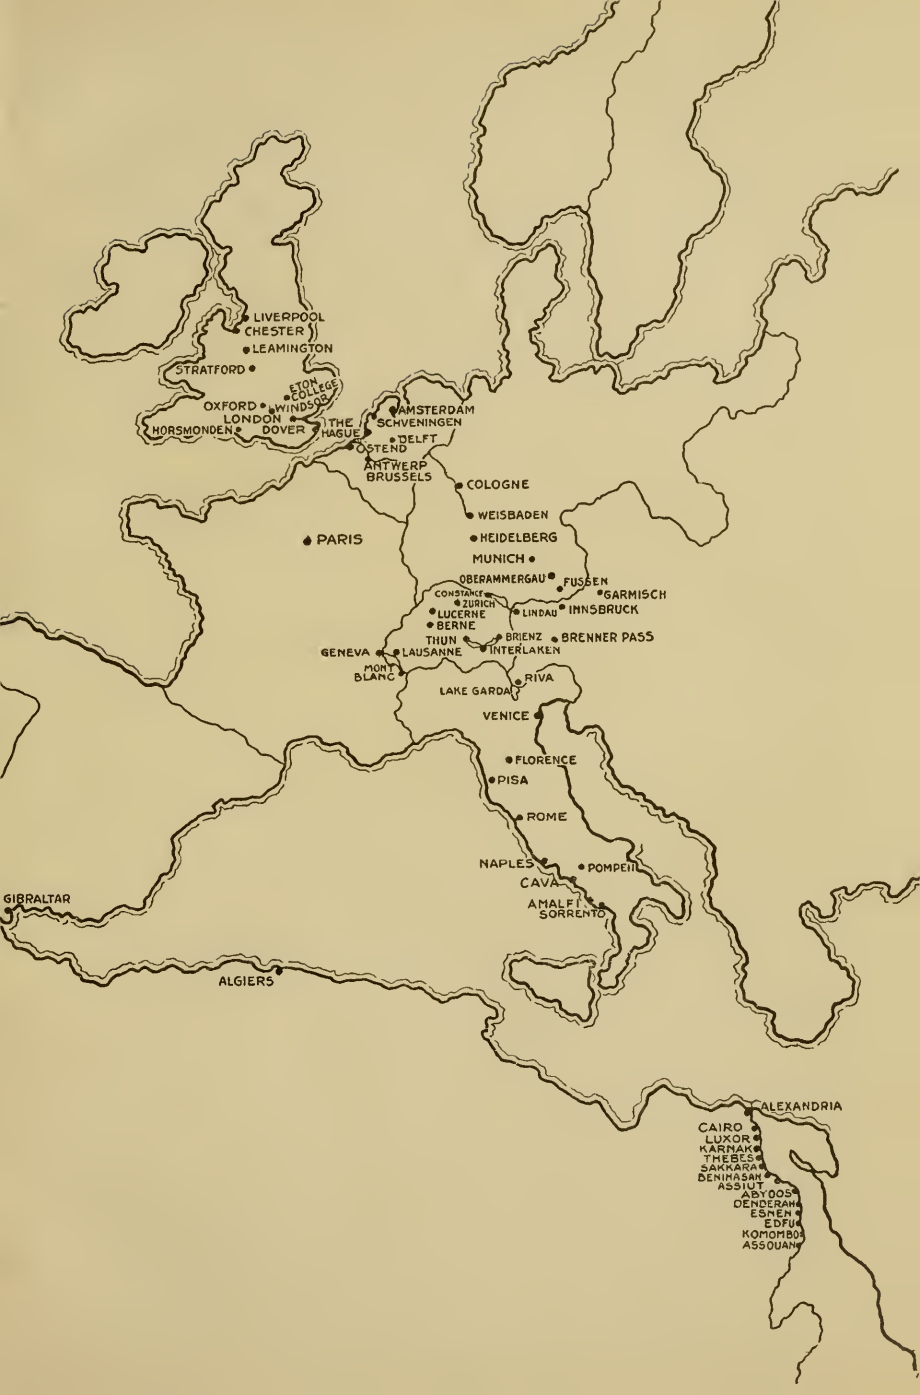 LIVERPOOL
CHESTER
LEAMINGTON
STRATFORD
ETON
COLLEGE
OXFORD
WINDSOR
LONDON
HORSMONDEN
DOVER
THE
HAGUE
AMSTERDAM
SCHVENINGEN
DELFT
OSTEND
ANTWERP
BRUSSELS
COLOGNE
WEISBADEN
PARIS
HEIDELBERG
MUNICH
OBERAMMERGAU
FUSSEN
CONSTANCE
GARMISCH
ZURICH
LUCERNE
LINDAU
INNSBRUCK
BERNE
THUN
BRIENZ
BRENNER PASS
GENEVA
LAUSANNE
INTERLAKEN
MONT
BLANC
RIVA
LAKE GARDA
VENICE
FLORENCE
PISA
ROME
NAPLES
POMPEII
CAVA
AMALFI
SORRENTO
GIBRALTAR
ALGIERS
ALEXANDRIA
CAIRO
LUXOR
KARNAK
THEBES
SAKKARA
BENIHASAN
ASSIUT
ABYDOS
DENDERAH
ESNEH
EDFU
KOMOMBO
ASSOUAN